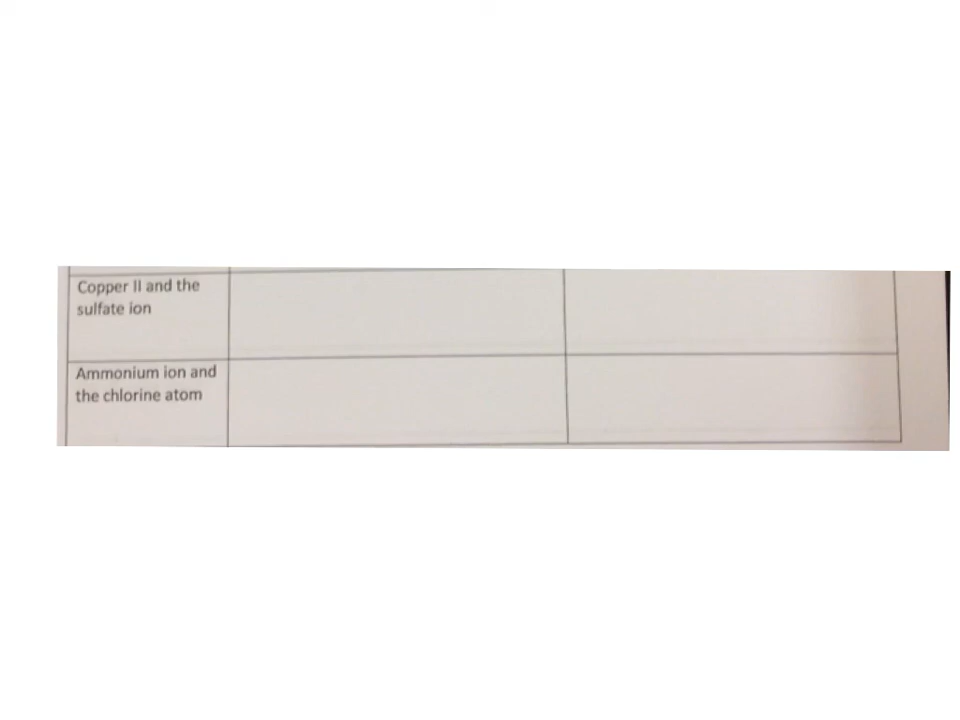 Copper II and the
sulfate ion
Ammonium ion and
the chlorine atom